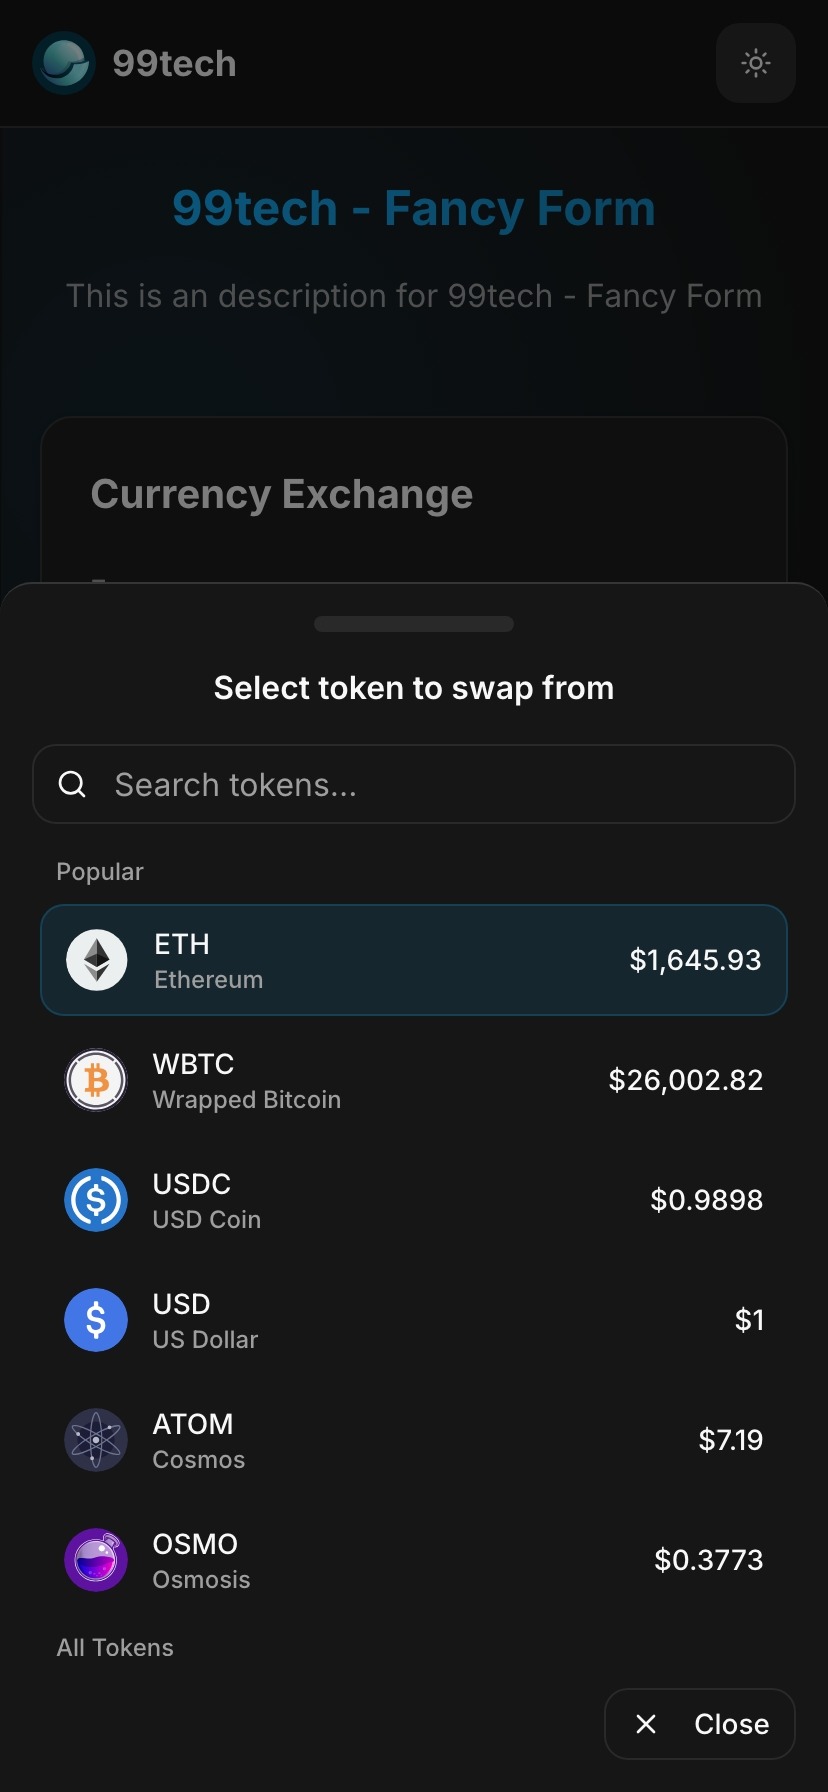 99tech
99tech - Fancy Form
This is an description for 99tech - Fancy Form
Currency Exchange
Select token to swap from
Search tokens...
Popular
ETH
Ethereum
$1,645.93
WBTC
Wrapped Bitcoin
$26,002.82
USDC
USD Coin
$0.9898
USD
US Dollar
$1
ATOM
Cosmos
$7.19
OSMO
Osmosis
$0.3773
All Tokens
Close